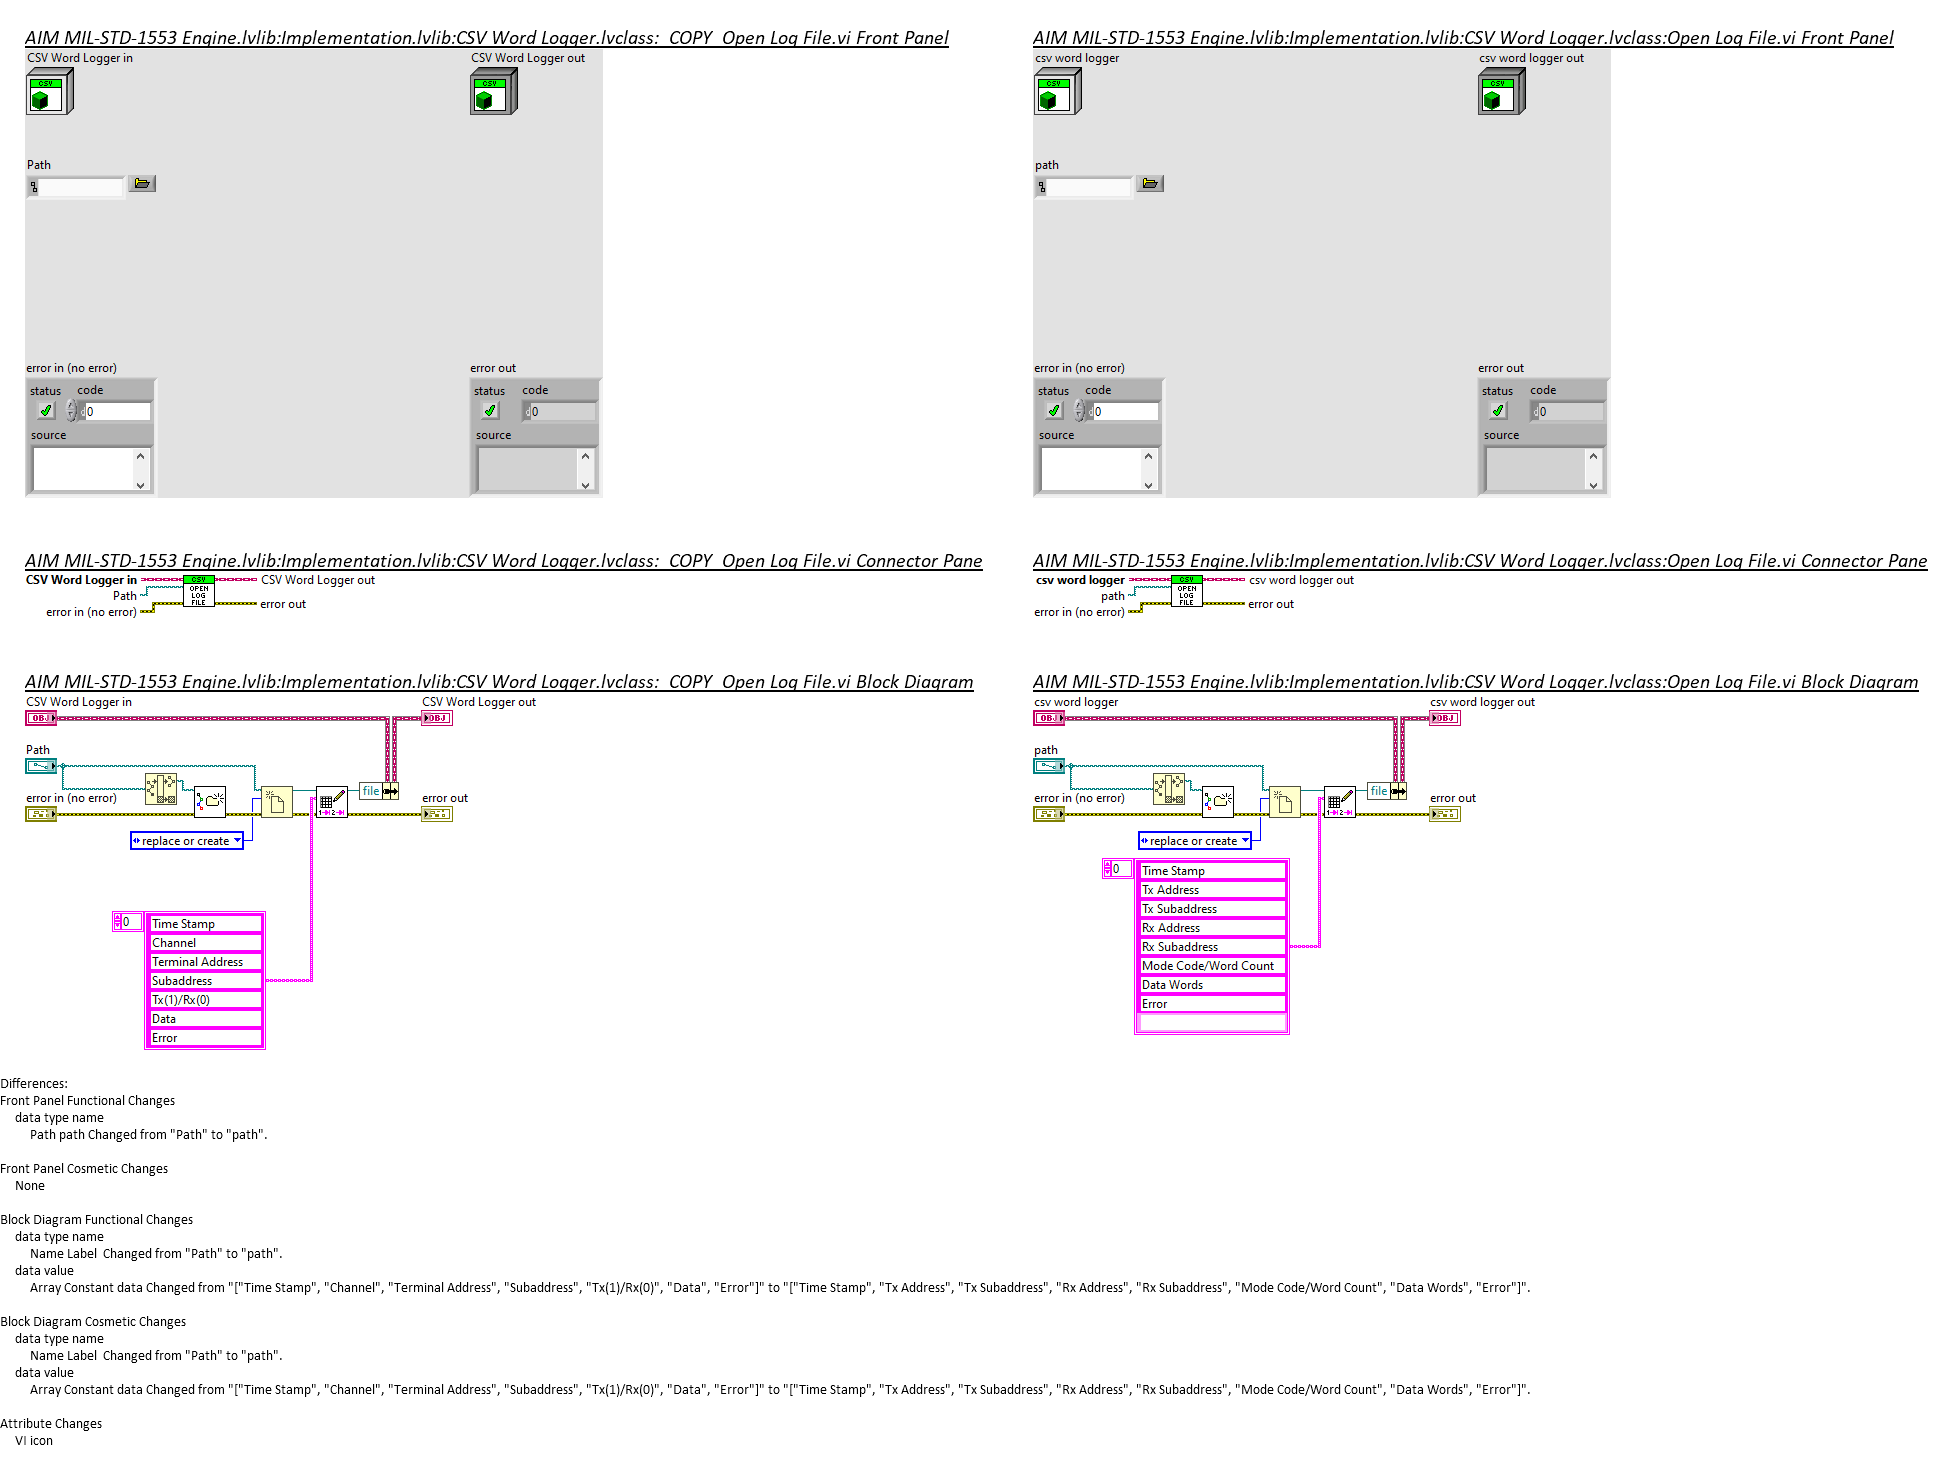 AIM MIL-STD-1553 Engine.lvlib:Implementation.lvlib:CSV Word Logger.lvclass:  COPY  Open Log File.vi Front Panel
CSV Word Logger in
CSV Word Logger out
CSV
CSV
Path
error in (no error)
error out
status
code
status
code
d0
d0
source
source
AIM MIL-STD-1553 Engine.lvlib:Implementation.lvlib:CSV Word Logger.lvclass:Open Log File.vi Front Panel
csv word logger
csv word logger out
CSV
CSV
path
error in (no error)
error out
status
code
status
code
d0
d0
source
source
AIM MIL-STD-1553 Engine.lvlib:Implementation.lvlib:CSV Word Logger.lvclass:  COPY  Open Log File.vi Connector Pane
CSV Word Logger in
CSV
CSV Word Logger out
Path
OPEN
LOG
FILE
error in (no error)
error out
AIM MIL-STD-1553 Engine.lvlib:Implementation.lvlib:CSV Word Logger.lvclass:Open Log File.vi Connector Pane
csv word logger
CSV
csv word logger out
path
OPEN
LOG
FILE
error in (no error)
error out
AIM MIL-STD-1553 Engine.lvlib:Implementation.lvlib:CSV Word Logger.lvclass:  COPY  Open Log File.vi Block Diagram
CSV Word Logger in
CSV Word Logger out
OBJ
OBJ
Path
file
error in (no error)
error out
replace or create
0
Time Stamp
Channel
Terminal Address
Subaddress
Tx(1)/Rx(0)
Data
Error
AIM MIL-STD-1553 Engine.lvlib:Implementation.lvlib:CSV Word Logger.lvclass:Open Log File.vi Block Diagram
csv word logger
csv word logger out
OBJ
OBJ
path
file
error in (no error)
error out
replace or create
0
Time Stamp
Tx Address
Tx Subaddress
Rx Address
Rx Subaddress
Mode Code/Word Count
Data Words
Error
Differences:
Front Panel Functional Changes
data type name
Path path Changed from "Path" to "path".
Front Panel Cosmetic Changes
None
Block Diagram Functional Changes
data type name
Name Label  Changed from "Path" to "path".
data value
Array Constant data Changed from "["Time Stamp", "Channel", "Terminal Address", "Subaddress", "Tx(1)/Rx(0)", "Data", "Error"]" to "["Time Stamp", "Tx Address", "Tx Subaddress", "Rx Address", "Rx Subaddress", "Mode Code/Word Count", "Data Words", "Error"]".
Block Diagram Cosmetic Changes
data type name
Name Label  Changed from "Path" to "path".
data value
Array Constant data Changed from "["Time Stamp", "Channel", "Terminal Address", "Subaddress", "Tx(1)/Rx(0)", "Data", "Error"]" to "["Time Stamp", "Tx Address", "Tx Subaddress", "Rx Address", "Rx Subaddress", "Mode Code/Word Count", "Data Words", "Error"]".
Attribute Changes
VI icon